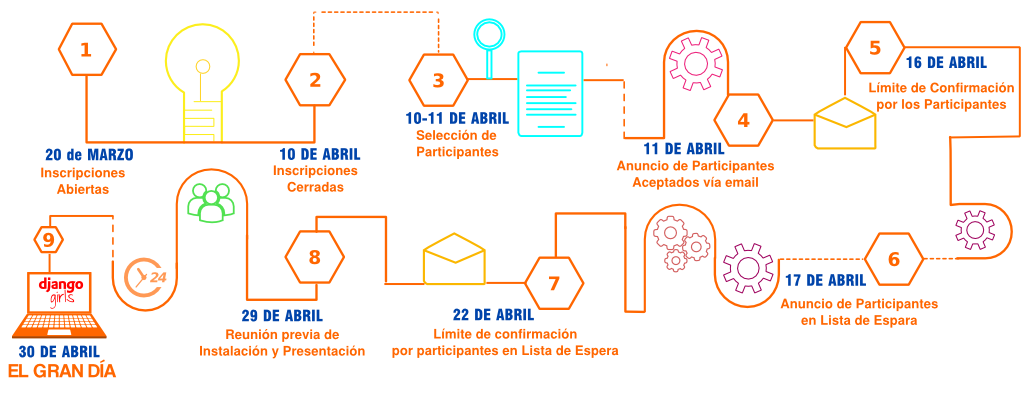 1
20 de MARZO
Inscripciones
Abiertas
2
10 DE ABRIL
Inscripciones
Cerradas
3
10-11 DE ABRIL
Selección de
Participantes
4
11 DE ABRIL
Anuncio de Participantes
Aceptados vía email
5
16 DE ABRIL
Límite de Confirmación
por los Participantes
6
17 DE ABRIL
Anuncio de Participantes
en Lista de Espara
7
22 DE ABRIL
Límite de confirmación
por participantes en Lista de Espera
8
29 DE ABRIL
Reunión previa de
Instalación y Presentación
24
9
django
girls
30 DE ABRIL
EL GRAN DÍA